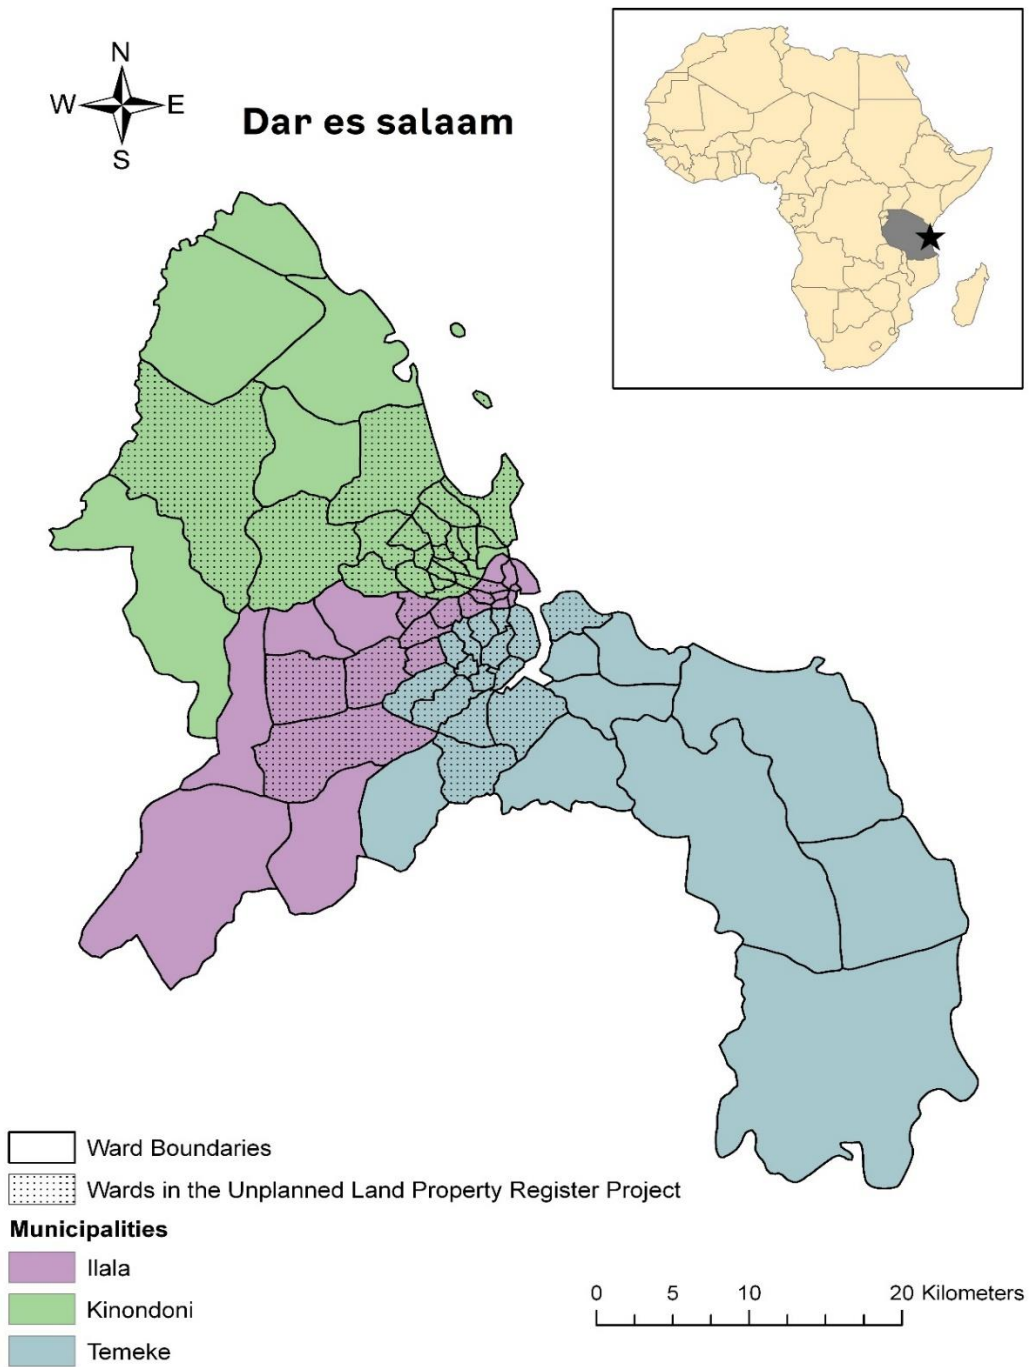 N
W E
S
Dar es salaam
Ward Boundaries
Wards in the Unplanned Land Property Register Project
Municipalities
Ilala
Kinondoni
Temeke
0 5 10 20 Kilometers